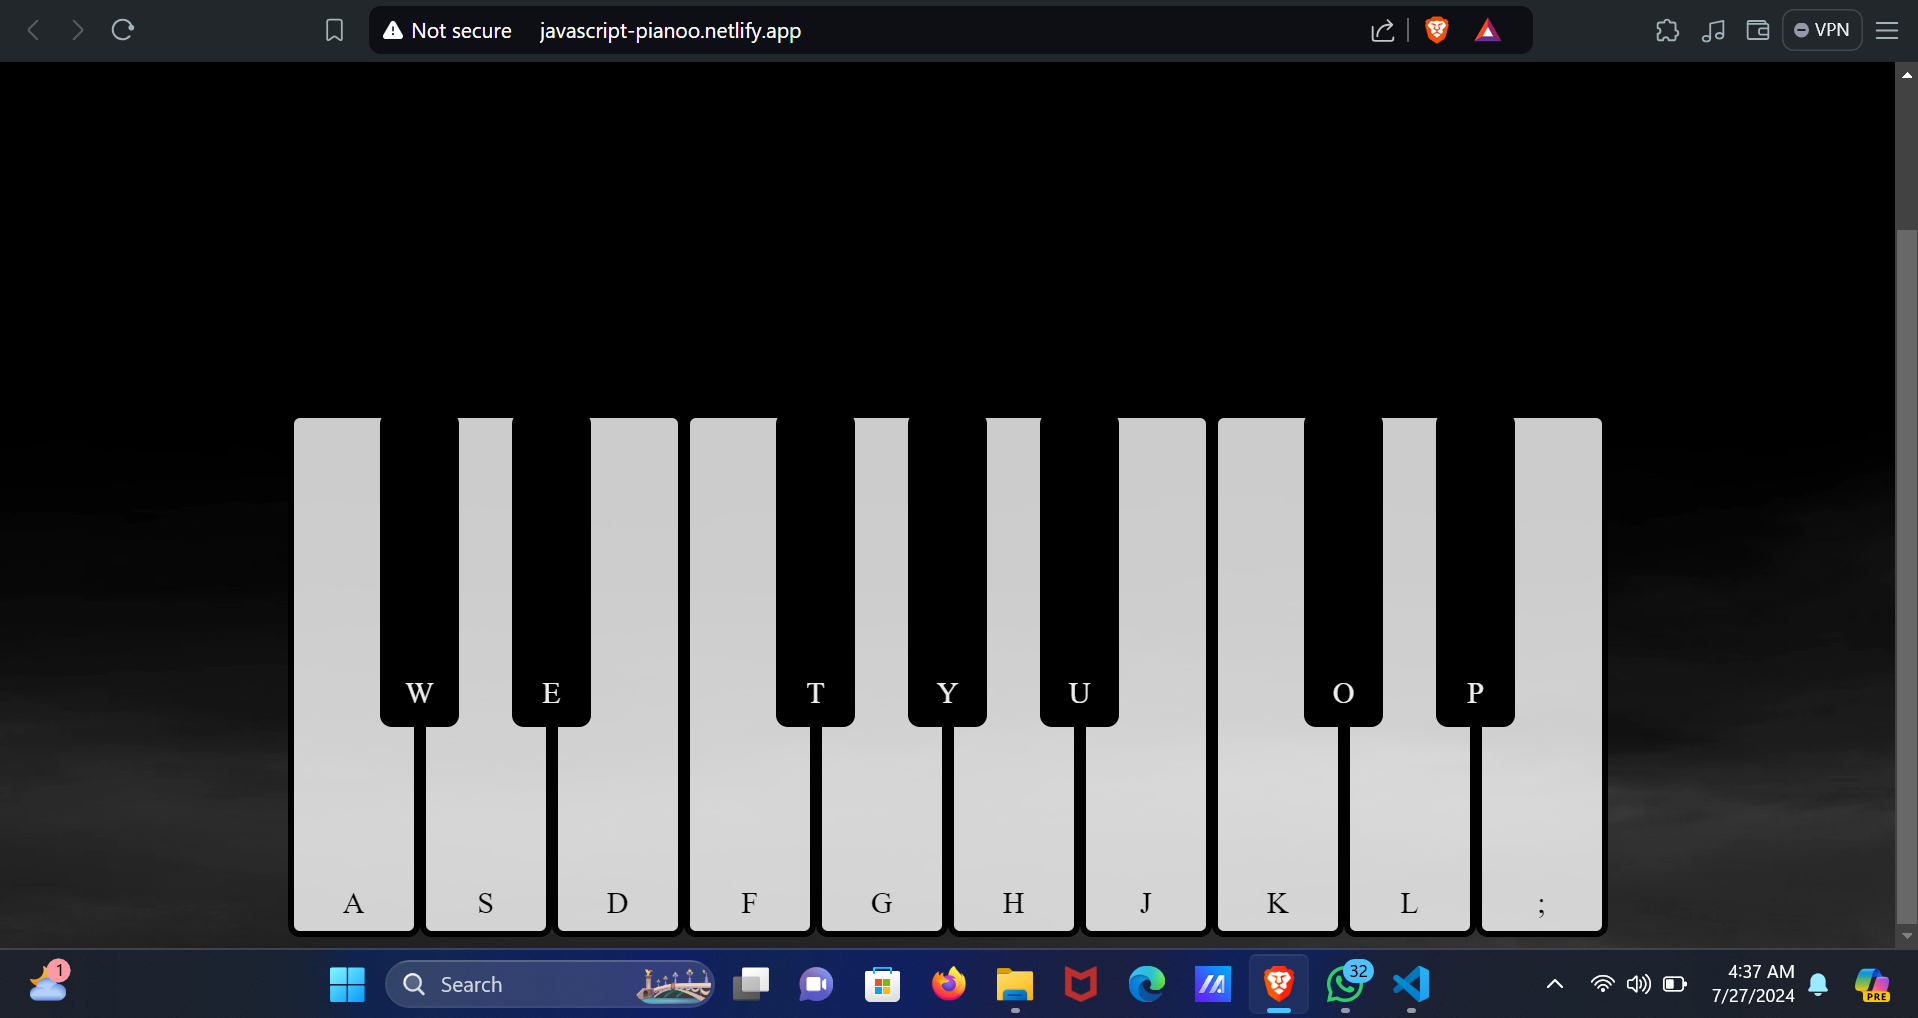 Not secure javascript-pianoo.netlify.app VPN
W E T Y U O P
A S D F G H J K L ;
1 Search 32 4:37 AM
7/27/2024 PRE